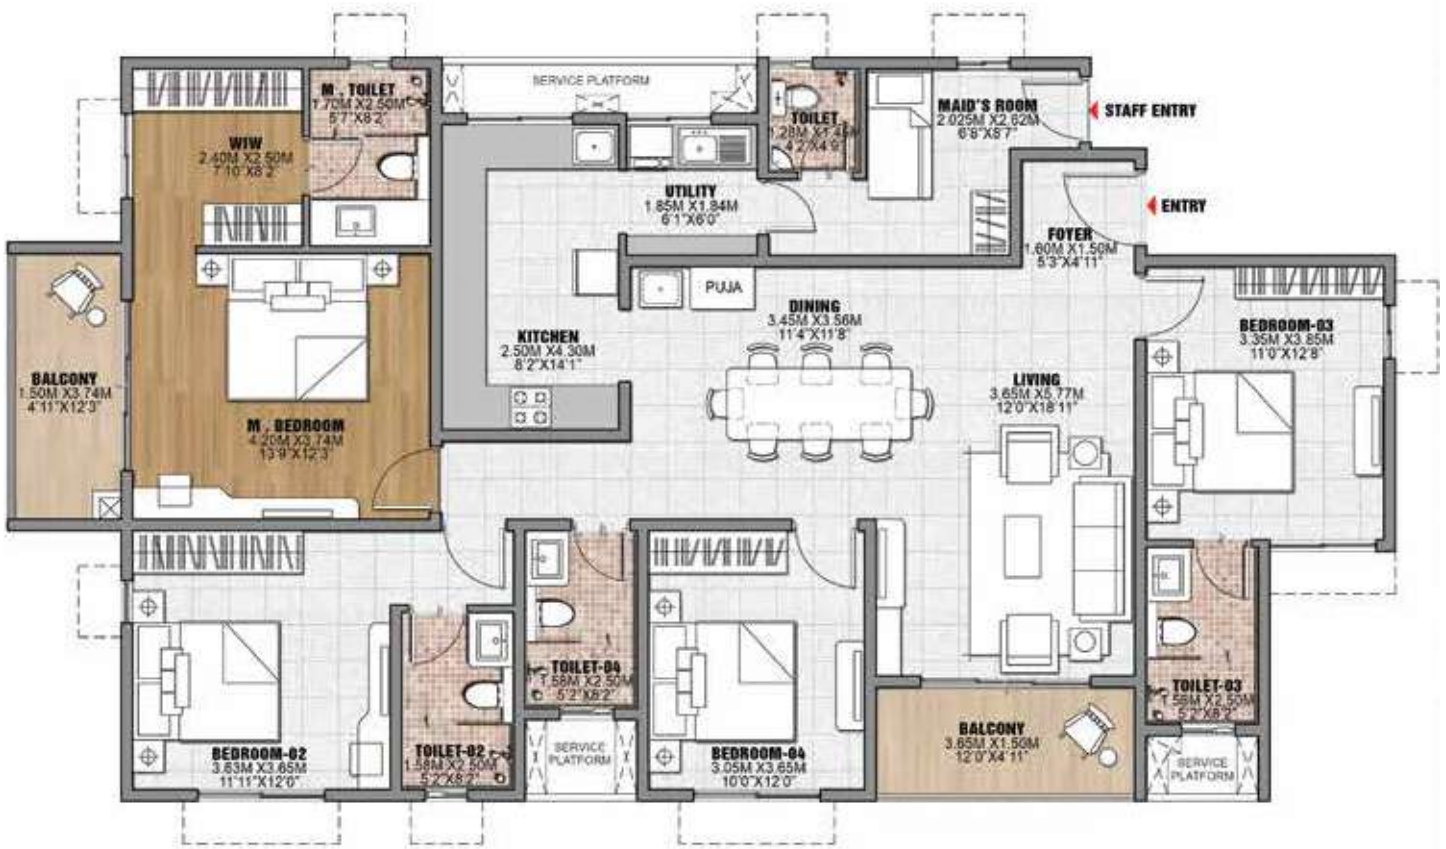 M . TOILET
1.70M X2.50M
5'7"X8'2"
SERVICE PLATFORM
TOILET
1.28M X1.45M
4'2"X4'9"
MAID'S ROOM
2.025M X2.62M
6'8"X8'7"
STAFF ENTRY
WIW
2.40M X2.50M
7'10"X8'2"
UTILITY
1.85M X1.84M
6'1"X6'0"
ENTRY
FOYER
1.60M X1.50M
5'3"X4'11"
PUJA
DINING
3.45M X3.56M
11'4"X11'8"
KITCHEN
2.50M X4.30M
8'2"X14'1"
BEDROOM-03
3.35M X3.85M
11'0"X12'8"
BALCONY
1.50M X3.74M
4'11"X12'3"
LIVING
3.65M X5.77M
12'0"X18'11"
M . BEDROOM
4.20M X3.74M
13'9"X12'3"
TOILET-04
1.58M X2.50M
5'2"X8'2"
TOILET-03
1.58M X2.50M
5'2"X8'2"
BEDROOM-02
3.63M X3.65M
11'11"X12'0"
TOILET-02
1.58M X2.50M
5'2"X8'2"
SERVICE
PLATFORM
BEDROOM-04
3.05M X3.65M
10'0"X12'0"
BALCONY
3.65M X1.50M
12'0"X4'11"
SERVICE
PLATFORM